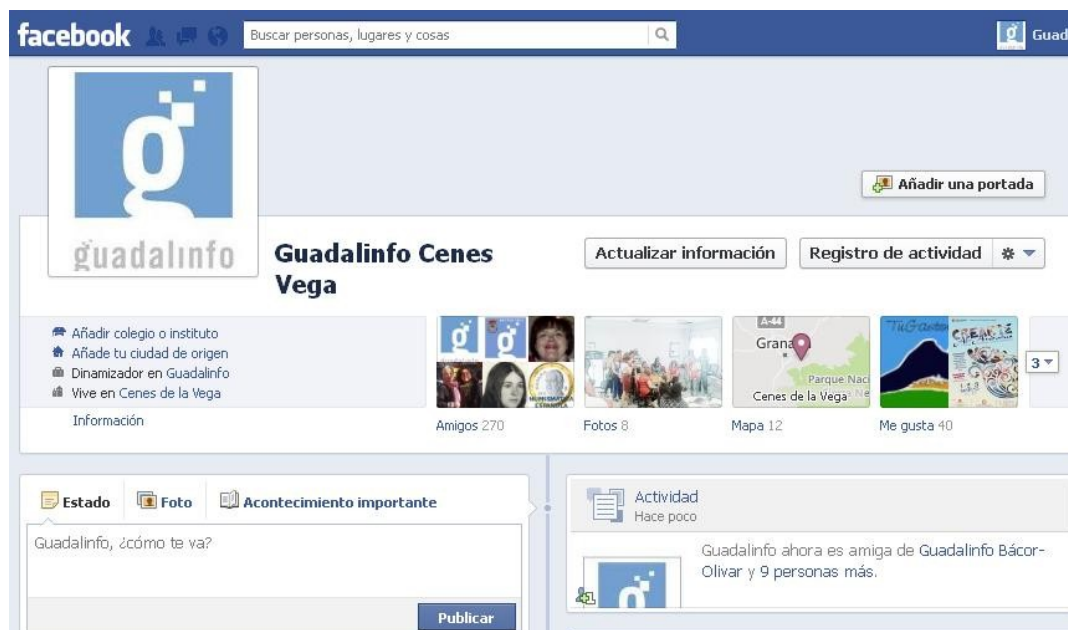 facebook
Buscar personas, lugares y cosas
Guad
g
guadalinfo
Añadir una portada
Guadalinfo Cenes
Vega
Actualizar información
Registro de actividad
Añadir colegio o instituto
Añade tu ciudad de origen
Dinamizador en Guadalinfo
Vive en Cenes de la Vega
Información
A-44
Parque Naci
Cenes de la Vega
TuGastro
CREARTE
3
Amigos 270
Fotos 8
Mapa 12
Me gusta 40
Estado
Foto
Acontecimiento importante
Guadalinfo, ¿cómo te va?
Publicar
Actividad
Hace poco
Guadalinfo ahora es amiga de Guadalinfo Bácor-
Olivar y 9 personas más.